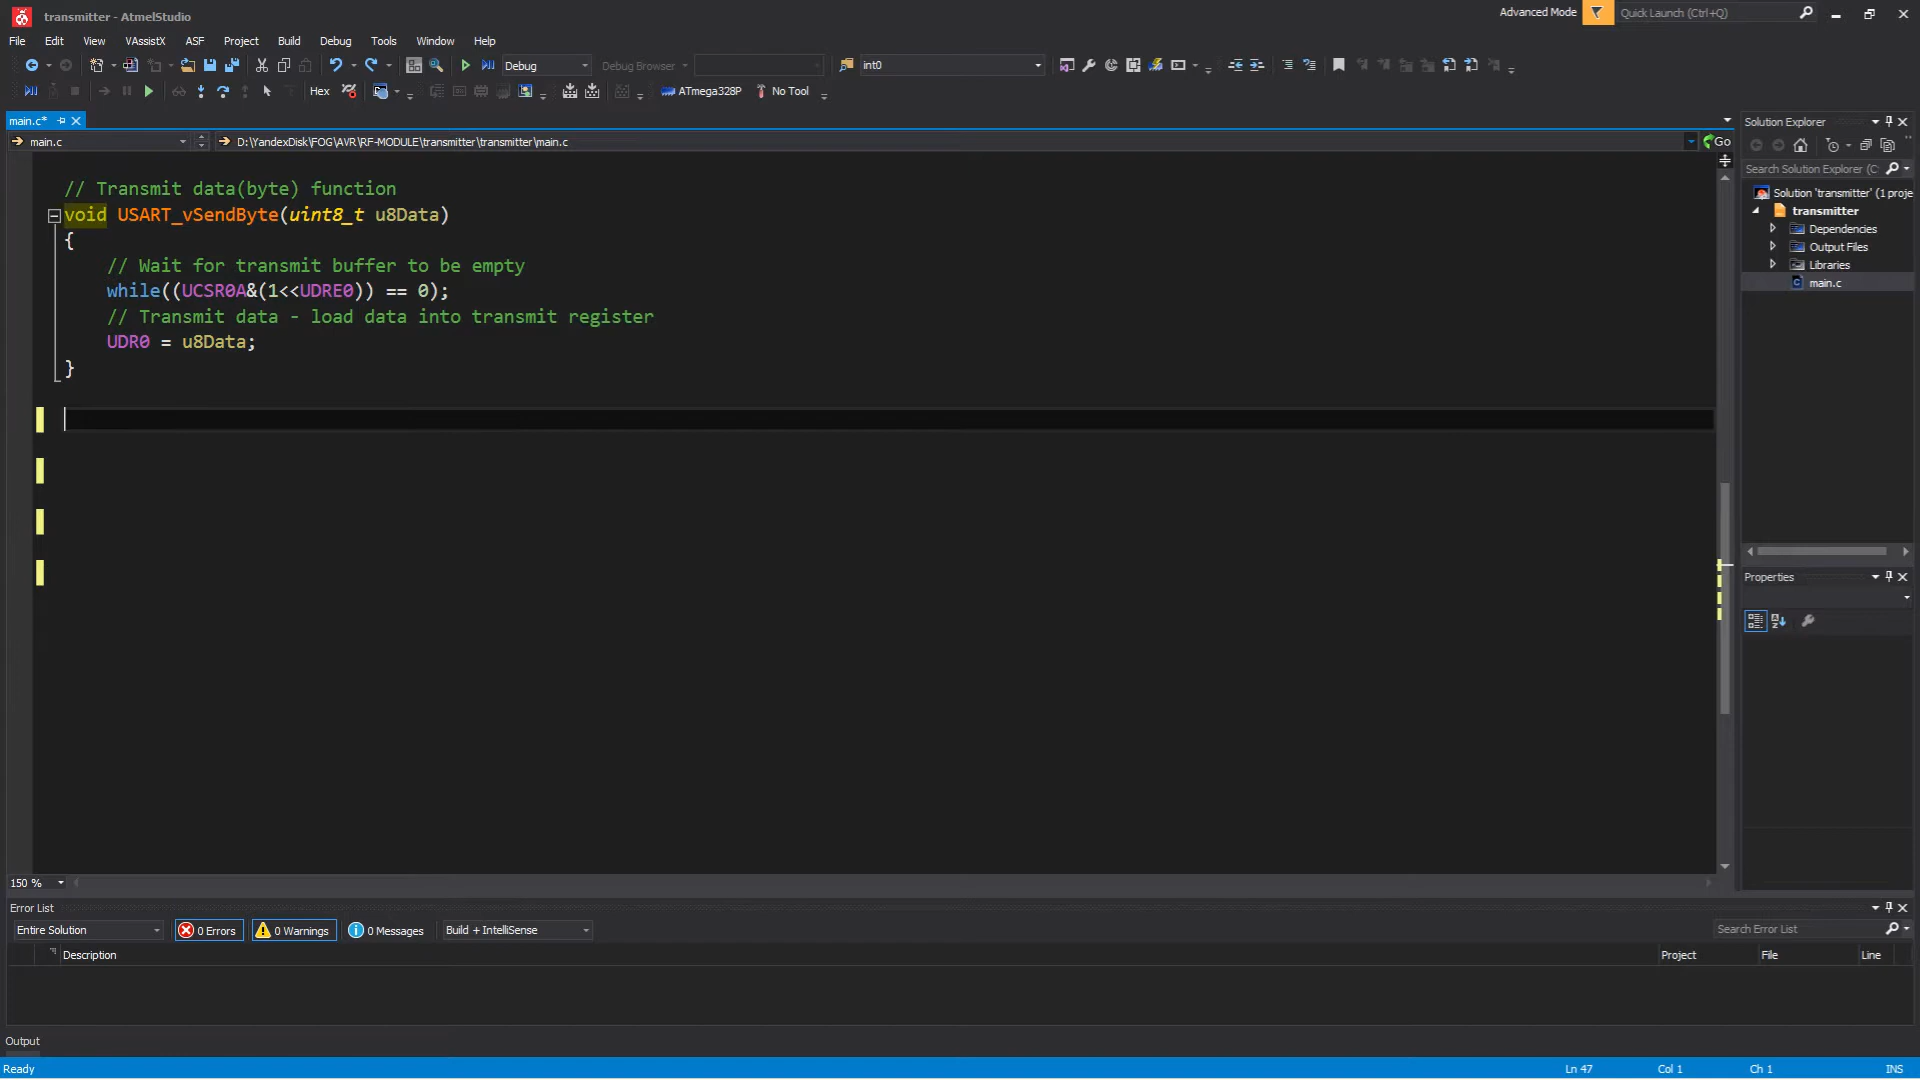 transmitter - AtmelStudio
Advanced Mode
Quick Launch (Ctrl+Q)
File Edit View VAssistX ASF Project Build Debug Tools Window Help
Debug
Debug Browser
int0
Hex
ATmega328P
No Tool
main.c*
main.c
D:\YandexDisk\FOG\AVR\RF-MODULE\transmitter\transmitter\main.c
Go
// Transmit data(byte) function
void USART_vSendByte(uint8_t u8Data)
{
// Wait for transmit buffer to be empty
while((UCSR0A&(1<<UDRE0)) == 0);
// Transmit data - load data into transmit register
UDR0 = u8Data;
}
150 %
Solution Explorer
Search Solution Explorer (C
Solution 'transmitter' (1 proje
transmitter
Dependencies
Output Files
Libraries
main.c
Properties
Error List
Entire Solution
0 Errors
0 Warnings
0 Messages
Build + IntelliSense
Search Error List
Description
Project
File
Line
Output
Ready
Ln 47
Col 1
Ch 1
INS